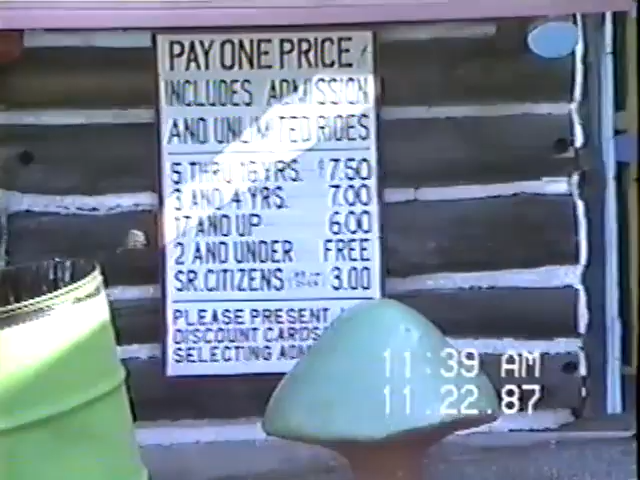 PAY ONE PRICE
INCLUDES ADMISSION
AND UNLIMITED RIDES
5 THRU 16 YRS. $7.50
3 AND 4 YRS. 7.00
17 AND UP 6.00
2 AND UNDER FREE
SR. CITIZENS 3.00
PLEASE PRESENT
DISCOUNT CARDS
SELECTING
11:39 AM
11.22.87